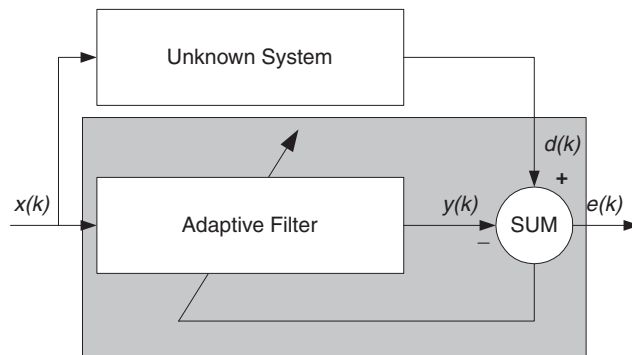 Unknown System
d(k)
+
x(k)
Adaptive Filter
y(k)
–
SUM
e(k)